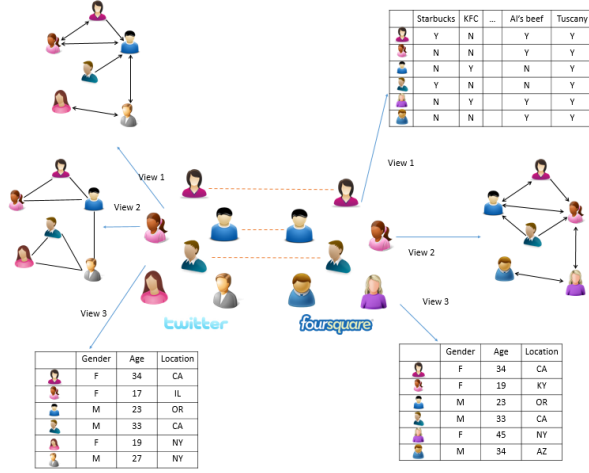 Starbucks KFC ... Al's beef Tuscany
Y N Y Y
N N Y Y
N Y N Y
Y N N Y
N Y Y Y
N N Y Y
View 1
View 1
View 2
View 2
View 3
View 3
twitter
foursquare
Gender Age Location
F 34 CA
F 17 IL
M 23 OR
M 33 CA
F 19 NY
M 27 NY
Gender Age Location
F 34 CA
F 19 KY
M 23 OR
M 33 CA
F 45 NY
M 34 AZ